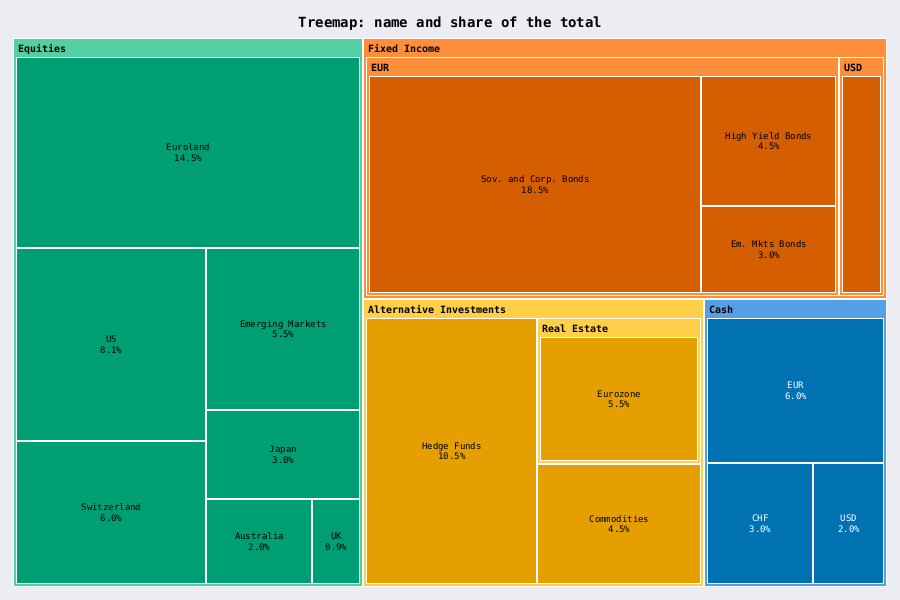 Treemap: name and share of the total
Equities
Euroland
14.5%
US
8.1%
Switzerland
6.0%
Emerging Markets
5.5%
Japan
3.0%
Australia
2.0%
UK
0.9%
Fixed Income
EUR
Sov. and Corp. Bonds
18.5%
High Yield Bonds
4.5%
Em. Mkts Bonds
3.0%
USD
Alternative Investments
Hedge Funds
10.5%
Real Estate
Eurozone
5.5%
Commodities
4.5%
Cash
EUR
6.0%
CHF
3.0%
USD
2.0%